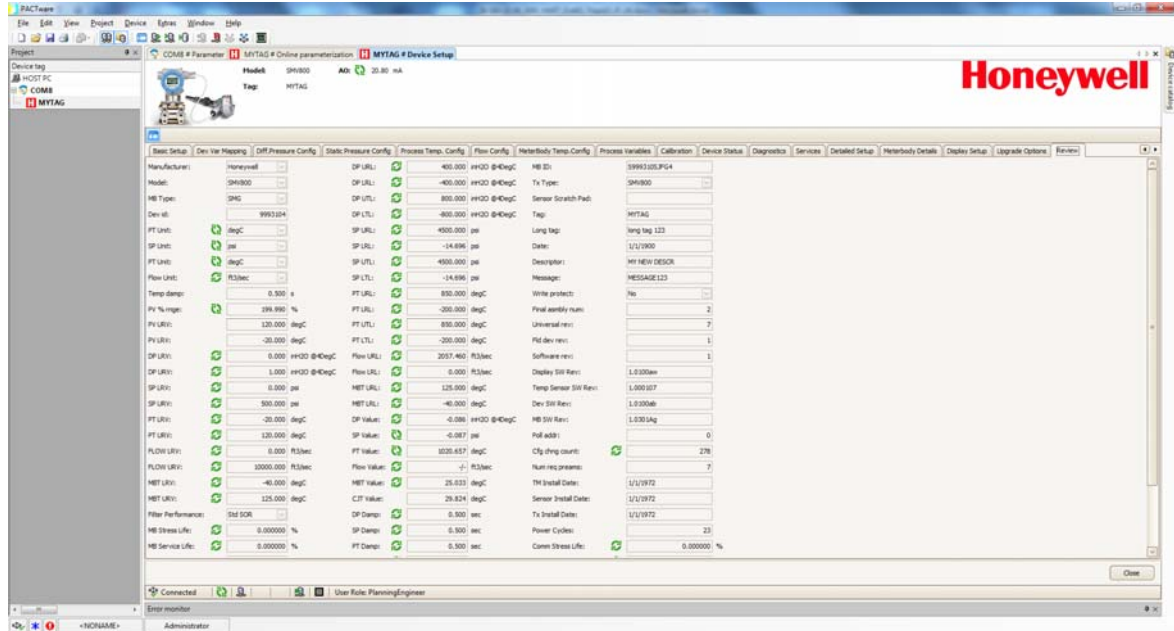 PACTware
File Edit View Project Device Extras Window Help
Project
Device tag
HOST PC
COM8
MYTAG
COM8 # Parameter MYTAG # Online parameterization MYTAG # Device Setup
Model: SMV800 AO: 20.80 mA
Tag: MYTAG
Honeywell
Device catalog
Basic Setup Dev Var Mapping Diff.Pressure Config Static Pressure Config Process Temp. Config Flow Config Meterbody Temp.Config Process Variables Calibration Device Status Diagnostics Services Detailed Setup Meterbody Details Display Setup Upgrade Options Review
Manufacturer: Honeywell DP URL: 400.000 inH2O @4DegC MB ID: 59993105JPG4
Model: SMV800 DP LRL: -400.000 inH2O @4DegC Tx Type: SMV800
MB Type: SMG DP UTL: 800.000 inH2O @4DegC Sensor Scratch Pad:
Dev id: 9993104 DP LTL: -800.000 inH2O @4DegC Tag: MYTAG
PT Unit: degC SP URL: 4500.000 psi Long tag: long tag 123
SP Unit: psi SP LRL: -14.696 psi Date: 1/1/1900
PT Unit: degC SP UTL: 4500.000 psi Descriptor: MY NEW DESCR
Flow Unit: ft3/sec SP LTL: -14.696 psi Message: MESSAGE123
Temp damp: 0.500 s PT URL: 850.000 degC Write protect: No
PV % rnge: 199.990 % PT LRL: -200.000 degC Final asmbly num: 2
PV URV: 120.000 degC PT UTL: 850.000 degC Universal rev: 7
PV LRV: -20.000 degC PT LTL: -200.000 degC Fld dev rev: 1
DP LRV: 0.000 inH2O @4DegC Flow URL: 2057.460 ft3/sec Software rev: 1
DP URV: 1.000 inH2O @4DegC Flow LRL: 0.000 ft3/sec Display SW Rev: 1.0100aw
SP LRV: 0.000 psi MBT URL: 125.000 degC Temp Sensor SW Rev: 1.000107
SP URV: 500.000 psi MBT LRL: -40.000 degC Dev SW Rev: 1.0100ab
PT LRV: -20.000 degC DP Value: -0.086 inH2O @4DegC MB SW Rev: 1.0301Ag
PT URV: 120.000 degC SP Value: -0.087 psi Poll addr: 0
FLOW LRV: 0.000 ft3/sec PT Value: 1020.657 degC Cfg chng count: 278
FLOW URV: 10000.000 ft3/sec Flow Value: -/- ft3/sec Num req preams: 7
MBT LRV: -40.000 degC MBT Value: 25.033 degC TM Install Date: 1/1/1972
MBT URV: 125.000 degC CJT Value: 29.824 degC Sensor Install Date: 1/1/1972
Filter Performance: Std SOR DP Damp: 0.500 sec Tx Install Date: 1/1/1972
MB Stress Life: 0.000000 % SP Damp: 0.500 sec Power Cycles: 23
MB Service Life: 0.000000 % PT Damp: 0.500 sec Comm Stress Life: 0.000000 %
Close
Connected User Role: PlanningEngineer
Error monitor
<NONAME> Administrator